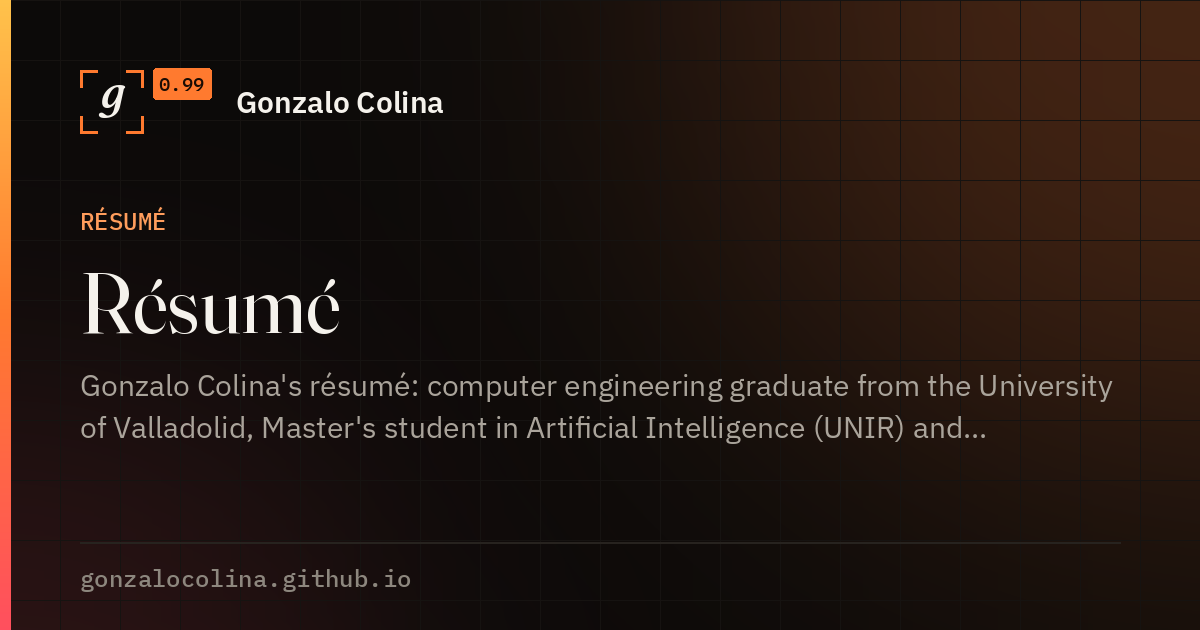 g 0.99 Gonzalo Colina
RÉSUMÉ
Résumé
Gonzalo Colina's résumé: computer engineering graduate from the University
of Valladolid, Master's student in Artificial Intelligence (UNIR) and...
gonzalocolina.github.io